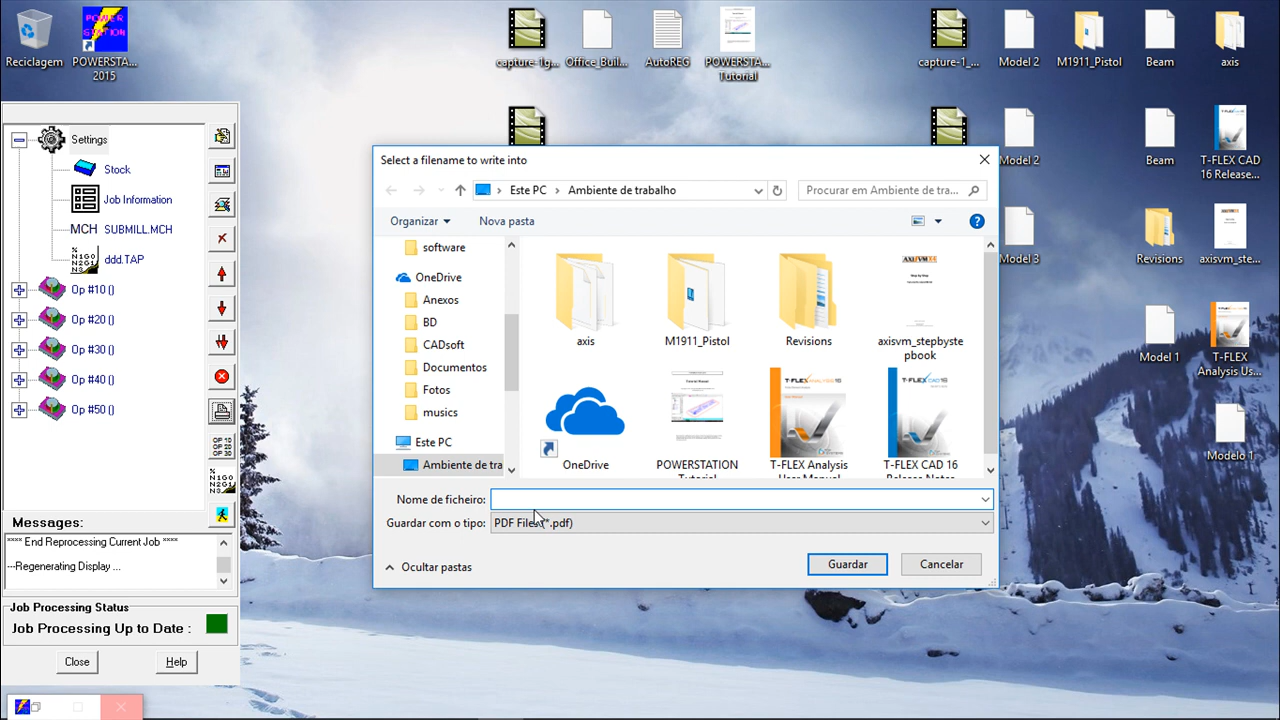 Reciclagem
POWERSTA...
2015
capture-1g...
Office_Buil...
AutoREG
POWERSTA...
Tutorial
capture-1_...
Model 2
M1911_Pistol
Beam
axis
Model 2
Beam
T-FLEX CAD
16 Release...
Model 3
Revisions
axisvm_ste...
Model 1
T-FLEX
Analysis Us...
Modelo 1
Settings
Stock
Job Information
MCH SUBMILL.MCH
ddd.TAP
Op #10 ()
Op #20 ()
Op #30 ()
Op #40 ()
Op #50 ()
Messages:
**** End Reprocessing Current Job ****
---Regenerating Display ...
Job Processing Status
Job Processing Up to Date :
Close
Help
Select a filename to write into
Este PC > Ambiente de trabalho
Procurar em Ambiente de tra...
Organizar
Nova pasta
software
OneDrive
Anexos
BD
CADsoft
Documentos
Fotos
musics
Este PC
Ambiente de tra
axis
M1911_Pistol
Revisions
axisvm_stepbyste
pbook
OneDrive
POWERSTATION
Tutorial
T-FLEX Analysis
User Manual
T-FLEX CAD 16
Release Notes
Nome de ficheiro:
Guardar com o tipo:
PDF Files (*.pdf)
Ocultar pastas
Guardar
Cancelar